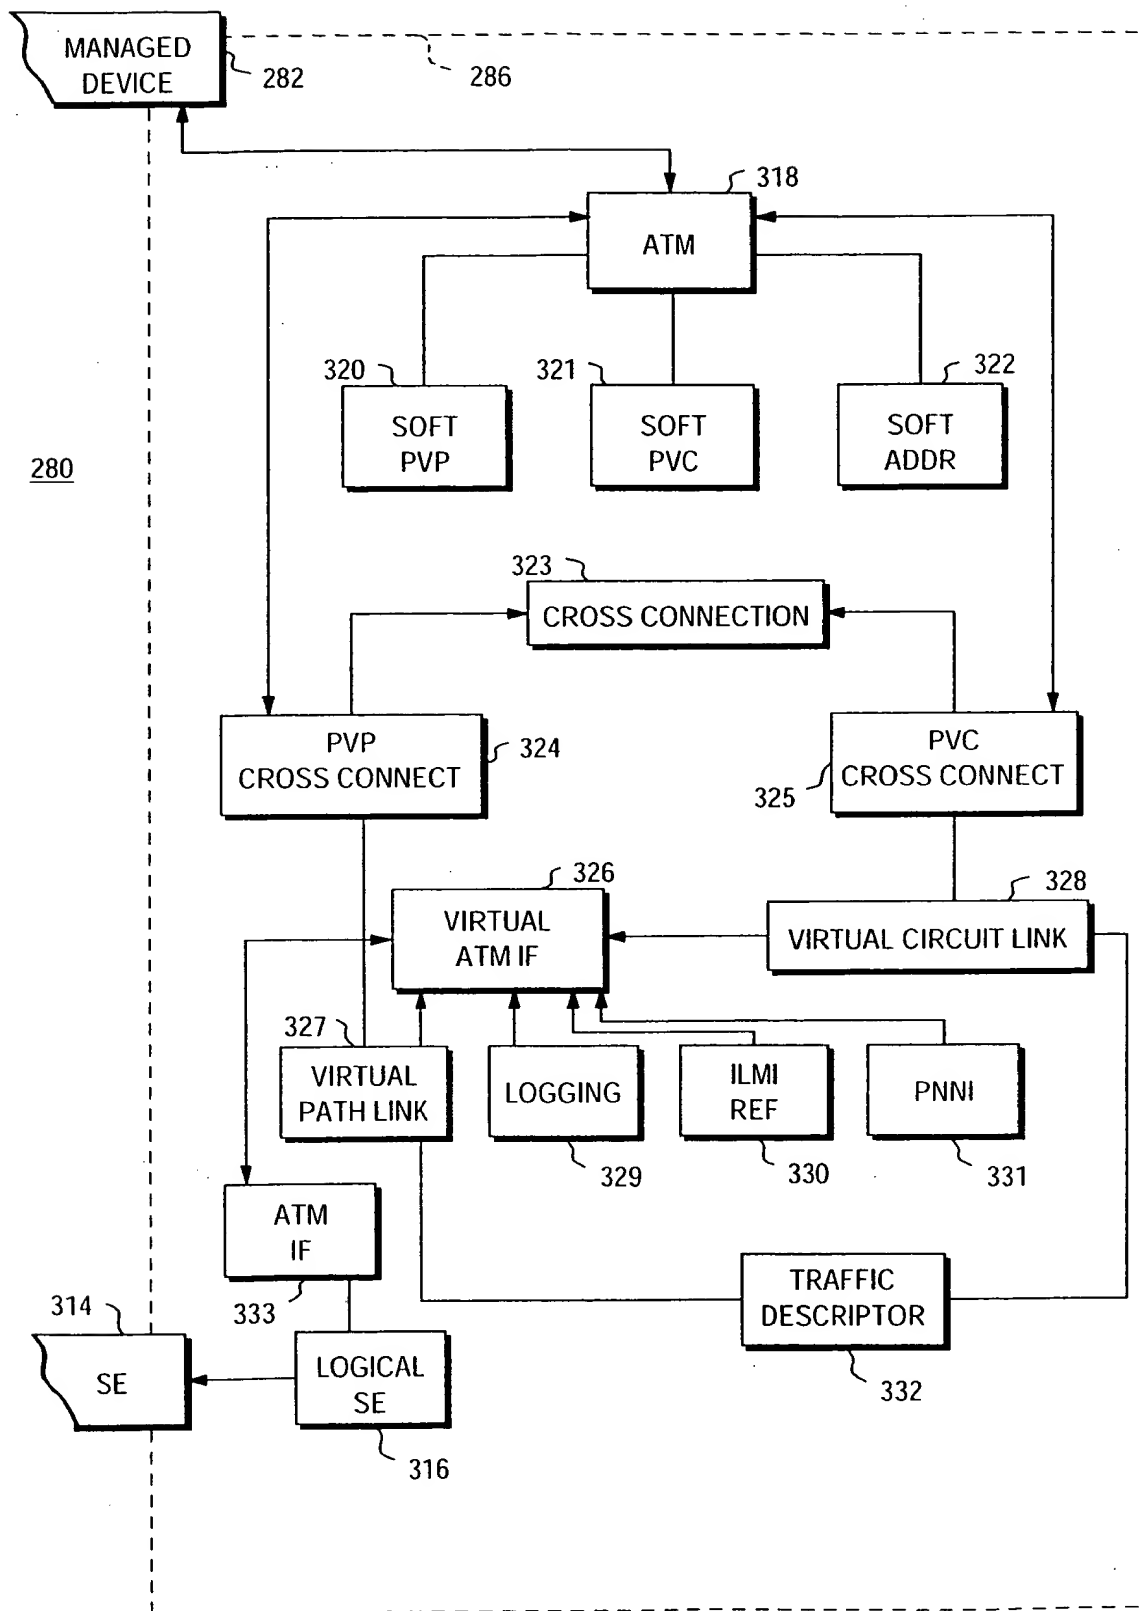 MANAGED
DEVICE
282
286
318
ATM
320
321
322
SOFT
PVP
SOFT
PVC
SOFT
ADDR
280
323
CROSS CONNECTION
PVP
CROSS CONNECT
324
PVC
CROSS CONNECT
325
326
328
VIRTUAL
ATM IF
VIRTUAL CIRCUIT LINK
327
VIRTUAL
PATH LINK
LOGGING
ILMI
REF
PNNI
329
330
331
ATM
IF
333
TRAFFIC
DESCRIPTOR
332
314
SE
LOGICAL
SE
316